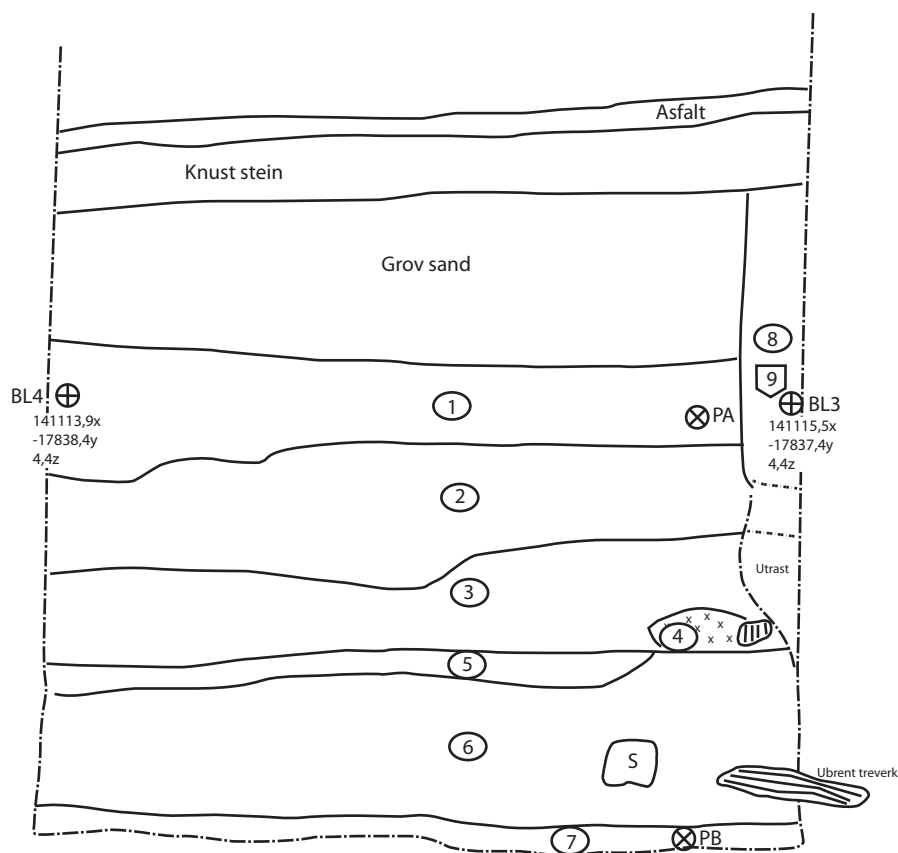 Asfalt
Knust stein
Grov sand
8
9
BL4
141113,9x
-17838,4y
4,4z
1
PA
BL3
141115,5x
-17837,4y
4,4z
2
3
Utrast
x x x x x x x
4
5
6
S
Ubrent treverk
7
PB